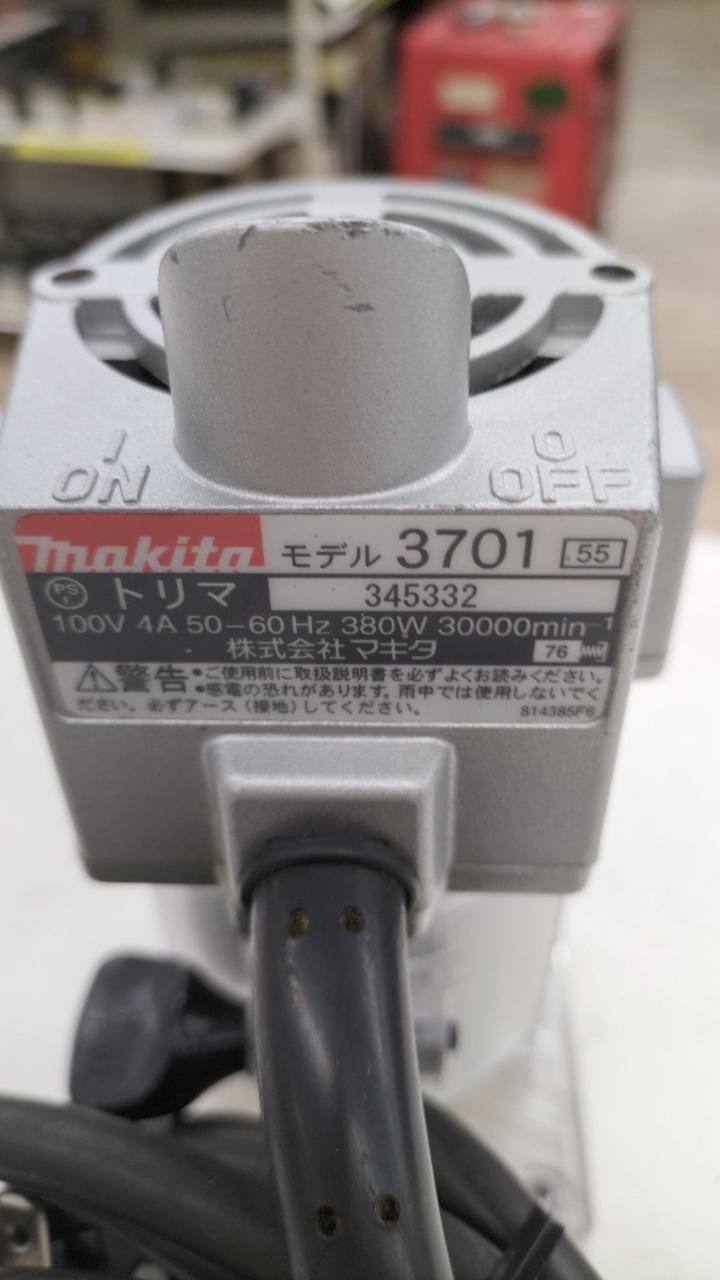 I
ON
O
OFF
makita モデル 3701 .55
PS E トリマ 345332
100V 4A 50-60Hz 380W 30000min⁻¹
株式会社マキタ 76
警告 •ご使用前に取扱説明書を必ずよくお読みください。
•感電の恐れがあります。雨中では使用しないでく
ださい。必ずアース（接地）してください。 814385F6